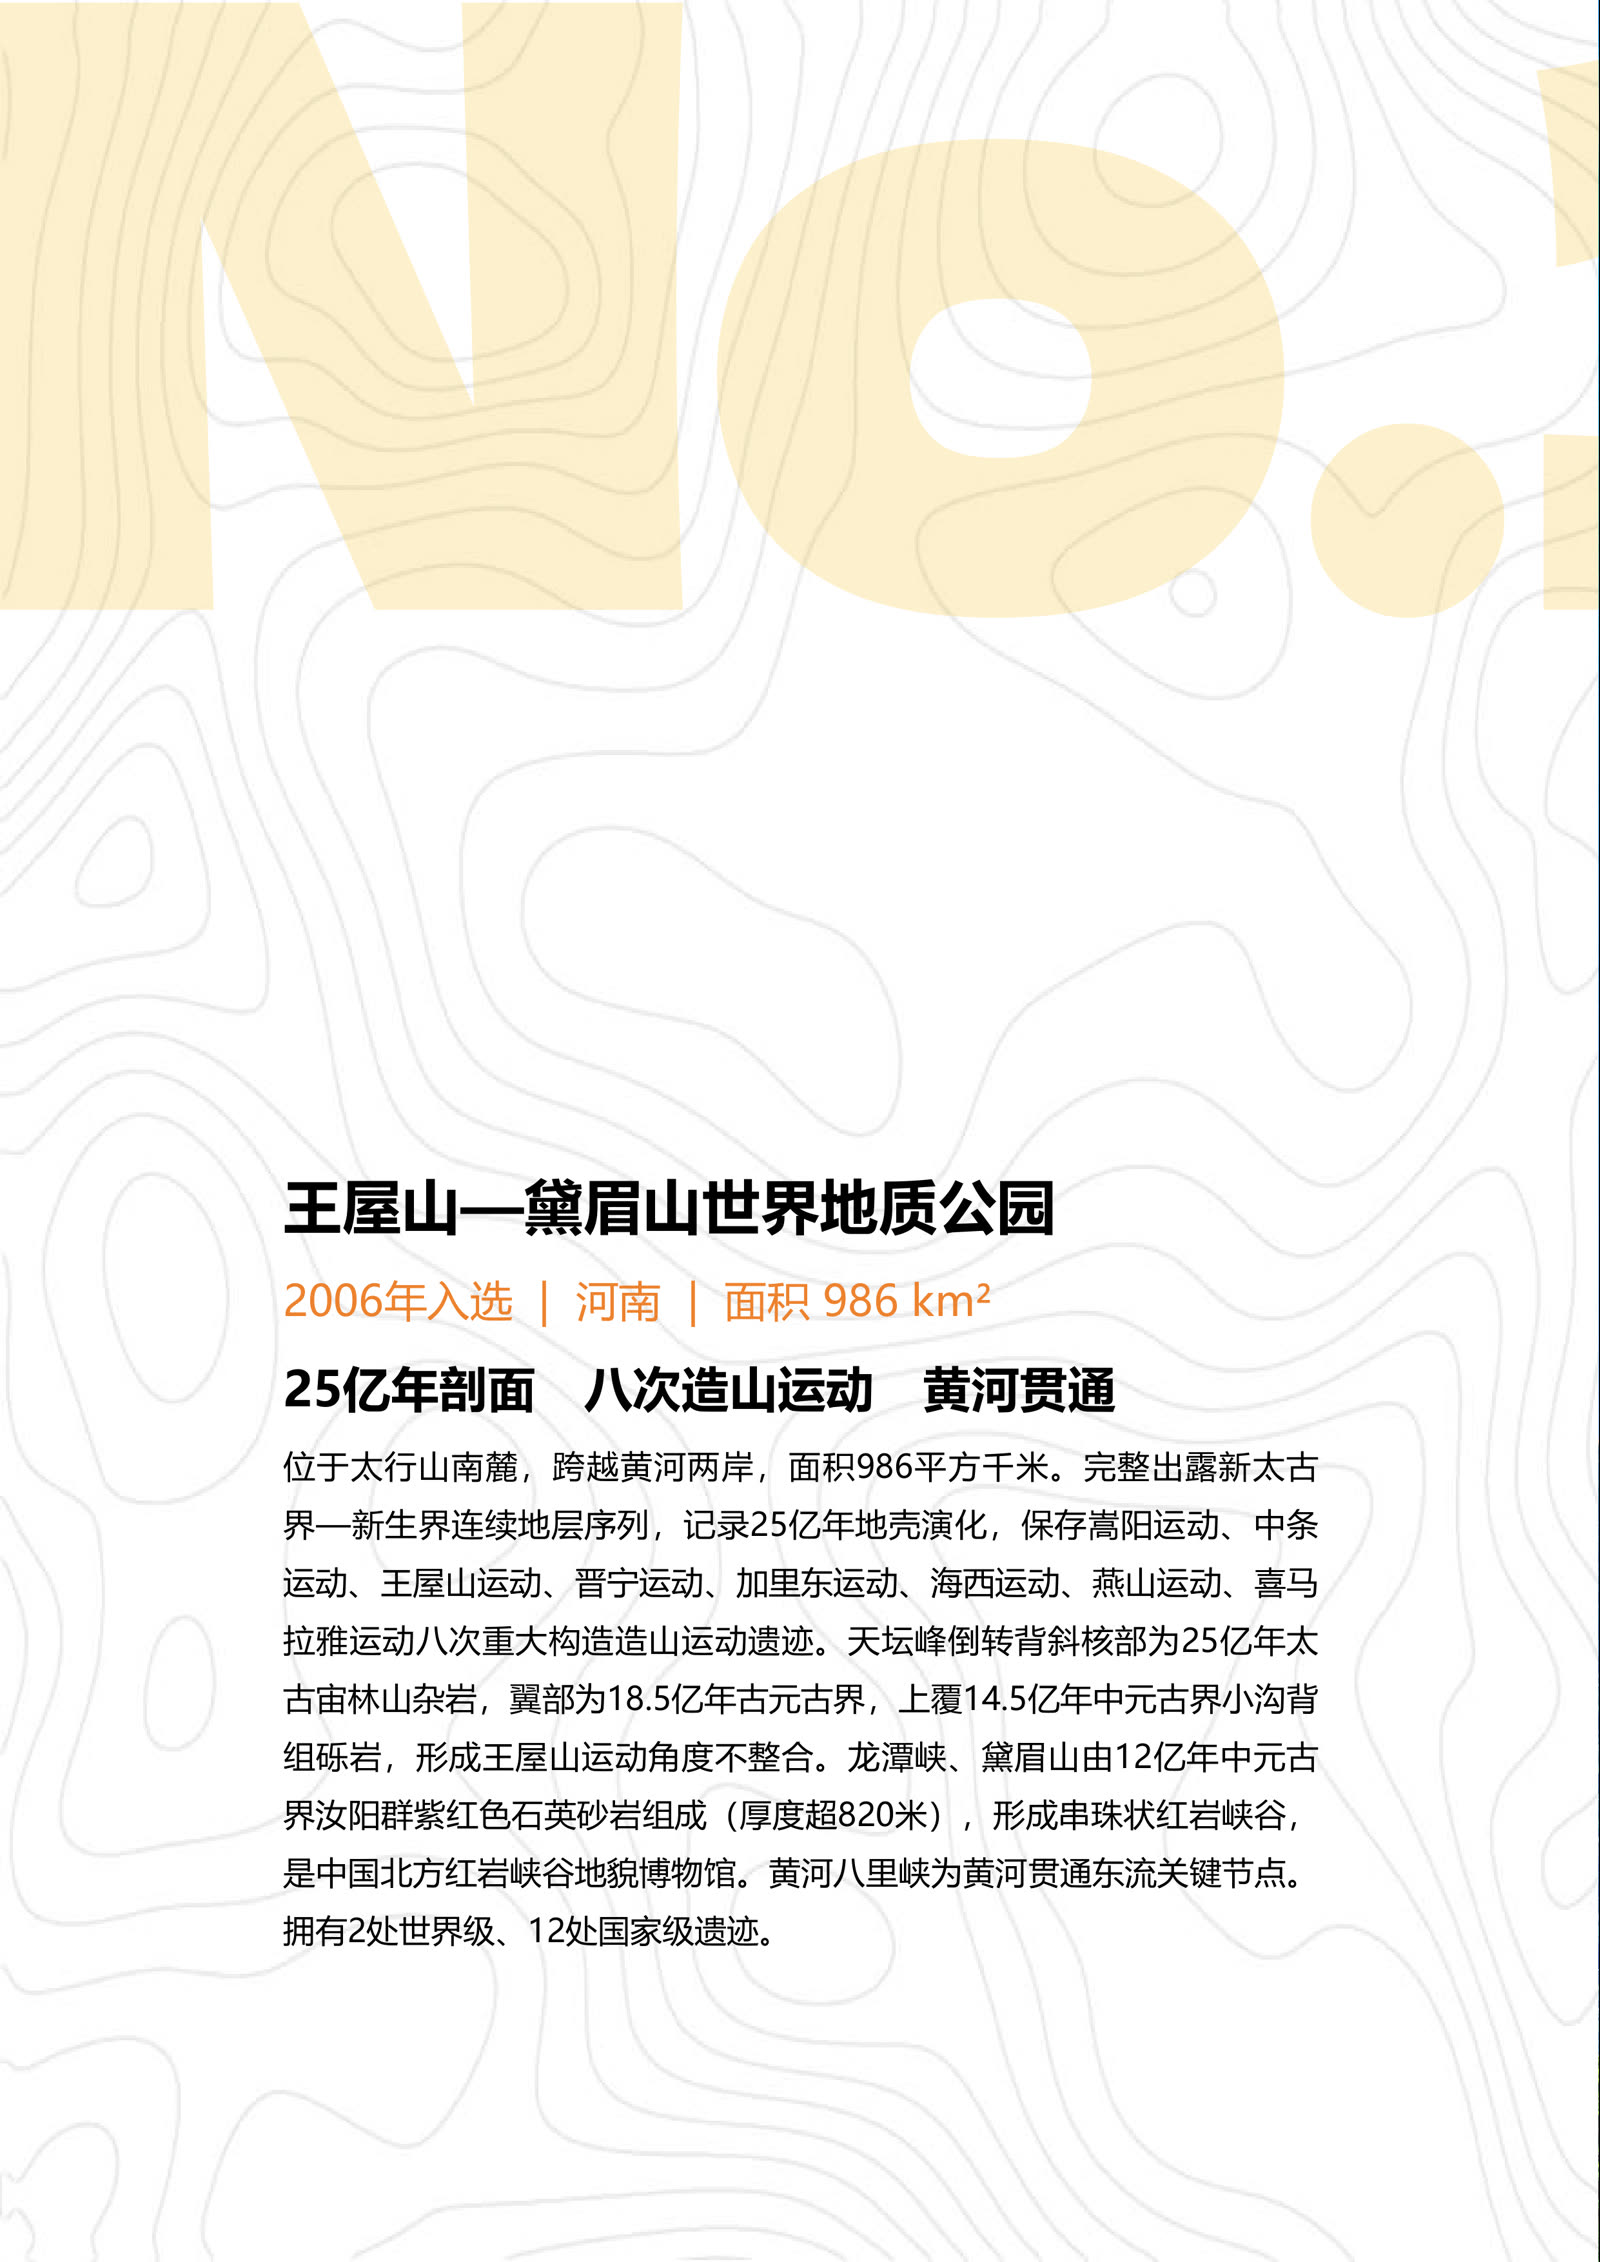 No.
王屋山—黛眉山世界地质公园
2006年入选 | 河南 | 面积 986 km²
25亿年剖面 八次造山运动 黄河贯通
位于太行山南麓，跨越黄河两岸，面积986平方千米。完整出露新太古
界—新生界连续地层序列，记录25亿年地壳演化，保存嵩阳运动、中条
运动、王屋山运动、晋宁运动、加里东运动、海西运动、燕山运动、喜马
拉雅运动八次重大构造造山运动遗迹。天坛峰倒转背斜核部为25亿年太
古宙林山杂岩，翼部为18.5亿年古元古界，上覆14.5亿年中元古界小沟背
组砾岩，形成王屋山运动角度不整合。龙潭峡、黛眉山由12亿年中元古
界汝阳群紫红色石英砂岩组成（厚度超820米），形成串珠状红岩峡谷，
是中国北方红岩峡谷地貌博物馆。黄河八里峡为黄河贯通东流关键节点。
拥有2处世界级、12处国家级遗迹。